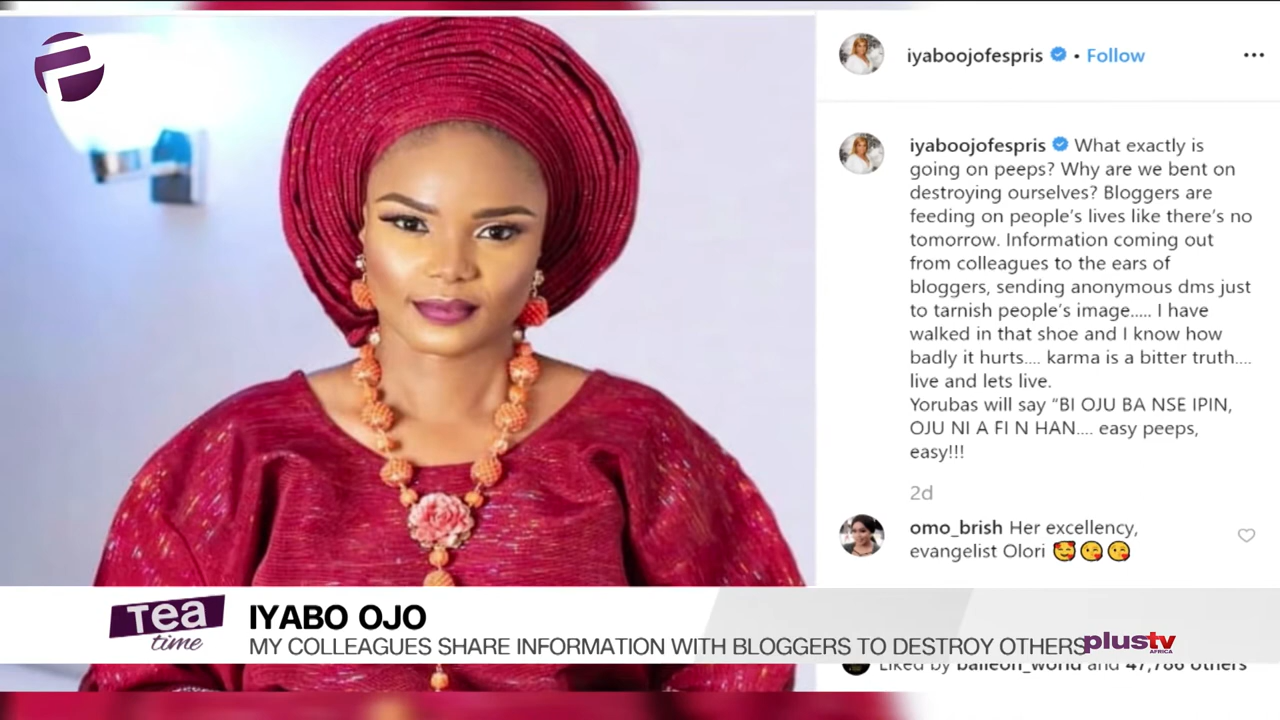 iyaboojofespris • Follow
iyaboojofespris What exactly is
going on peeps? Why are we bent on
destroying ourselves? Bloggers are
feeding on people's lives like there's no
tomorrow. Information coming out
from colleagues to the ears of
bloggers, sending anonymous dms just
to tarnish people's image..... I have
walked in that shoe and I know how
badly it hurts.... karma is a bitter truth....
live and lets live.
Yorubas will say “BI OJU BA NSE IPIN,
OJU NI A FI N HAN.... easy peeps,
easy!!!
2d
omo_brish Her excellency,
evangelist Olori 🥰😘😘
Tea
time
IYABO OJO
MY COLLEAGUES SHARE INFORMATION WITH BLOGGERS TO DESTROY OTHERS
plustv
AFRICA
Liked by balleon_world and 47,786 others